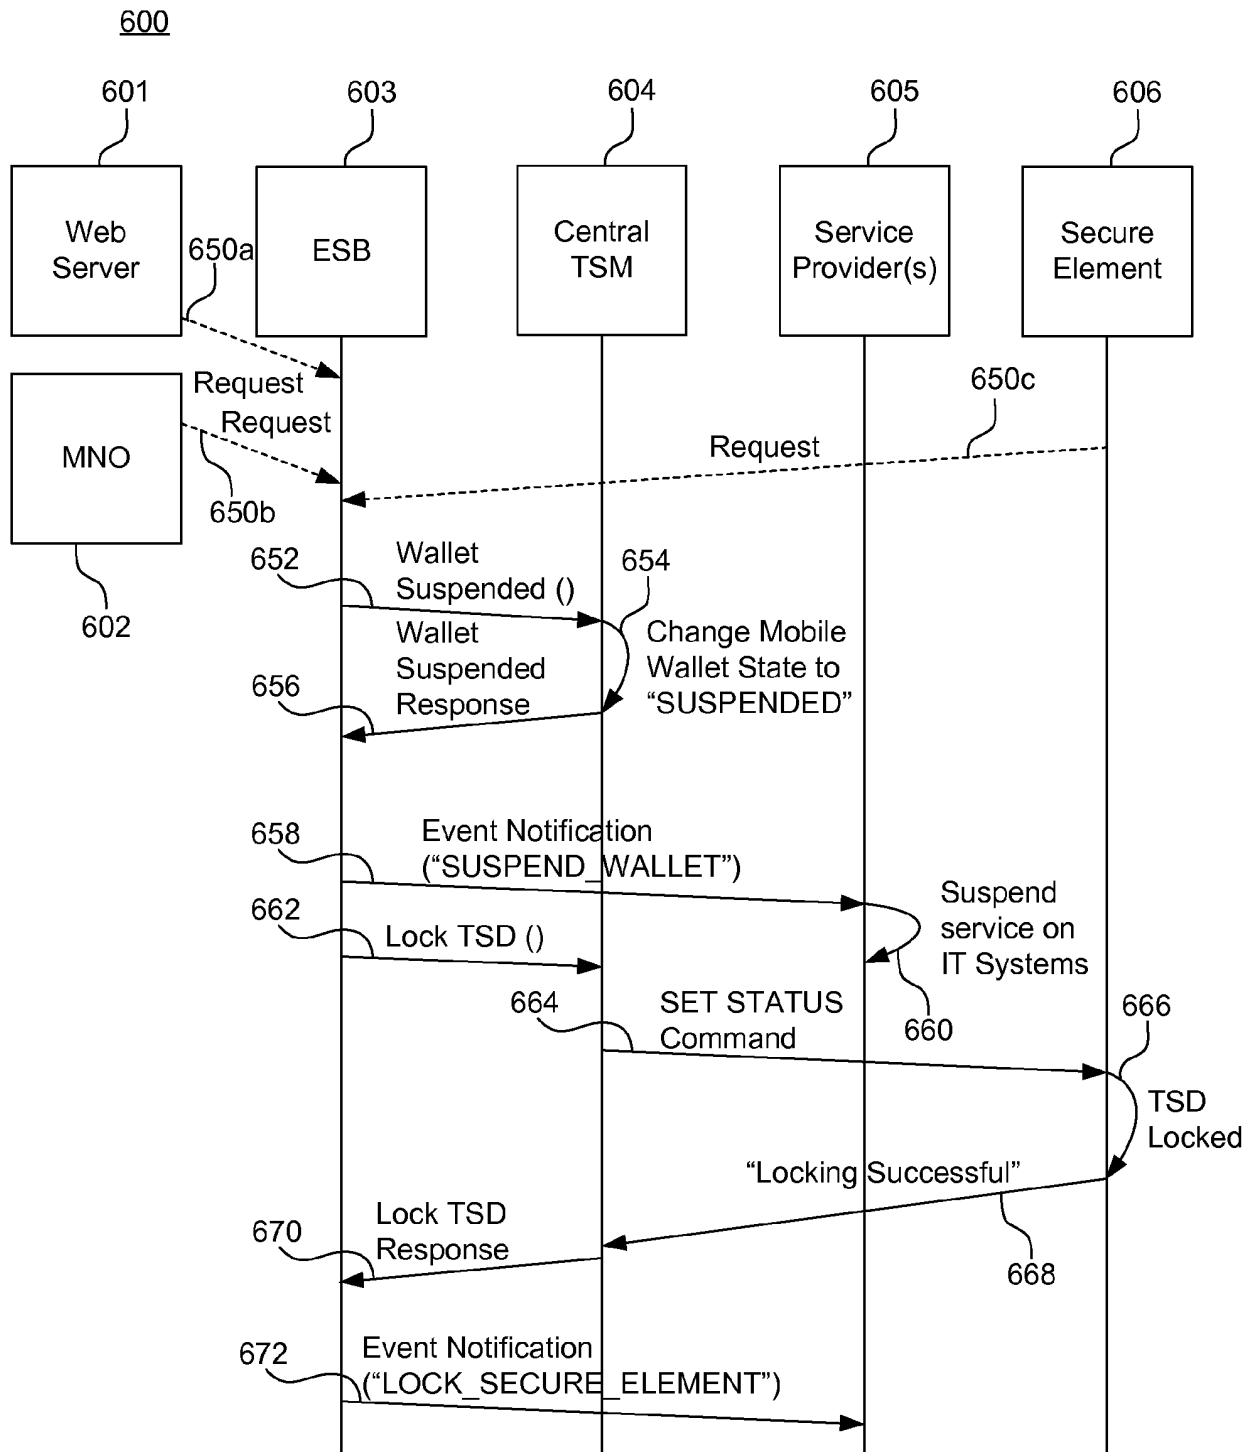 600
601
603
604
605
606
Web
Server
650a
ESB
Central
TSM
Service
Provider(s)
Secure
Element
Request
650c
MNO
Request
Request
650b
602
652
Wallet
Suspended ()
654
Wallet
Suspended
Response
656
Change Mobile
Wallet State to
“SUSPENDED”
658
Event Notification
(“SUSPEND_WALLET”)
Suspend
service on
IT Systems
662
Lock TSD ()
660
664
SET STATUS
Command
666
TSD
Locked
“Locking Successful”
668
670
Lock TSD
Response
672
Event Notification
(“LOCK_SECURE_ELEMENT”)